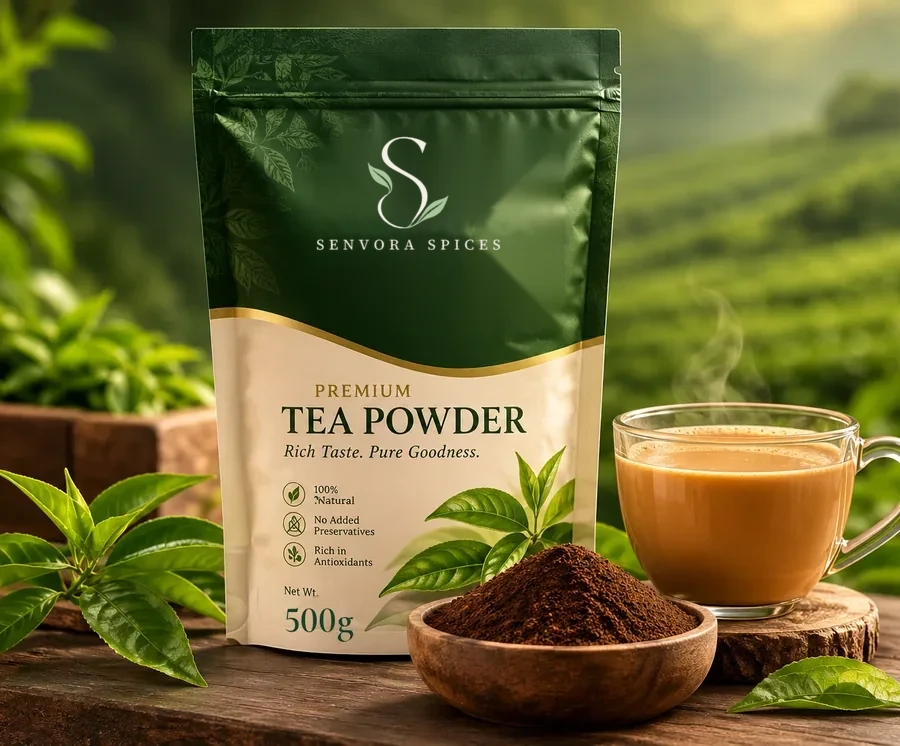 S
SENVORA SPICES
PREMIUM
TEA POWDER
Rich Taste. Pure Goodness.
100%
Natural
No Added
Preservatives
Rich in
Antioxidants
Net Wt.
500g